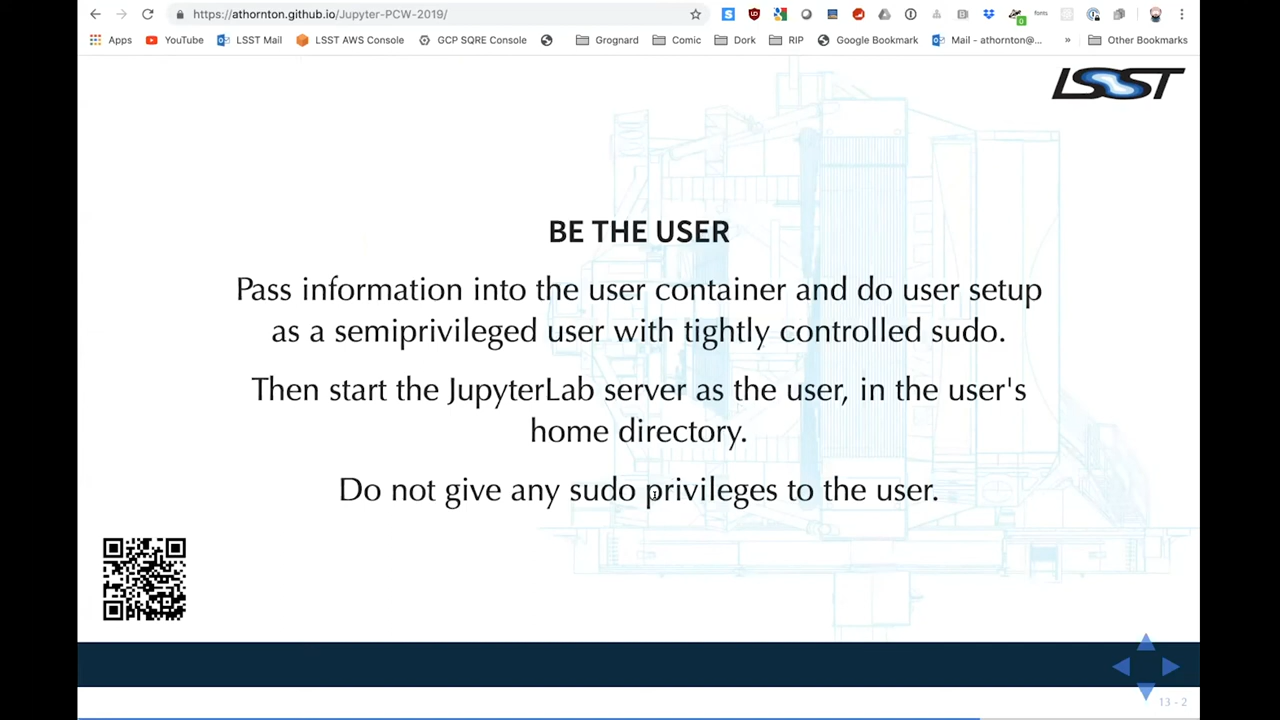 https://athornton.github.io/Jupyter-PCW-2019/
Apps YouTube LSST Mail LSST AWS Console GCP SQRE Console Grognard Comic Dork RIP Google Bookmark Mail - athornton@... » Other Bookmarks
LSST
BE THE USER
Pass information into the user container and do user setup
as a semiprivileged user with tightly controlled sudo.
Then start the JupyterLab server as the user, in the user's
home directory.
Do not give any sudo privileges to the user.
13 - 2